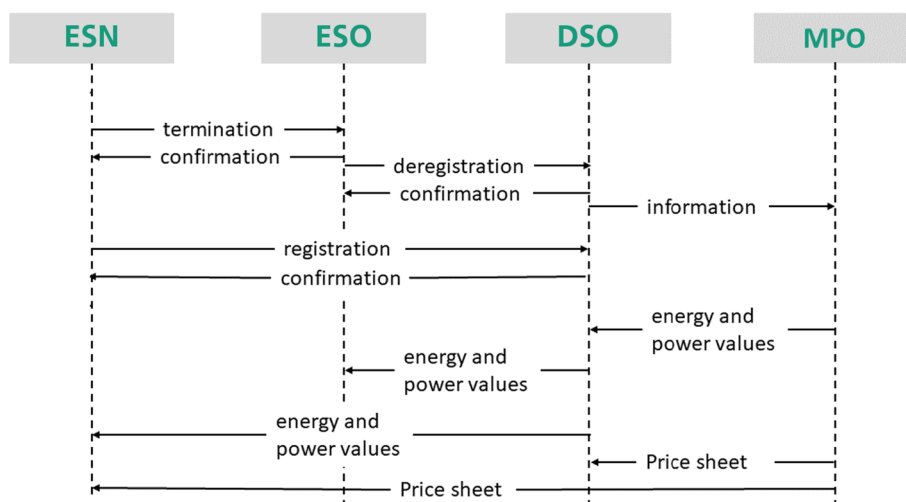 ESN ESO DSO MPO
termination
confirmation
deregistration
confirmation
information
registration
confirmation
energy and
power values
energy and
power values
energy and
power values
Price sheet
Price sheet